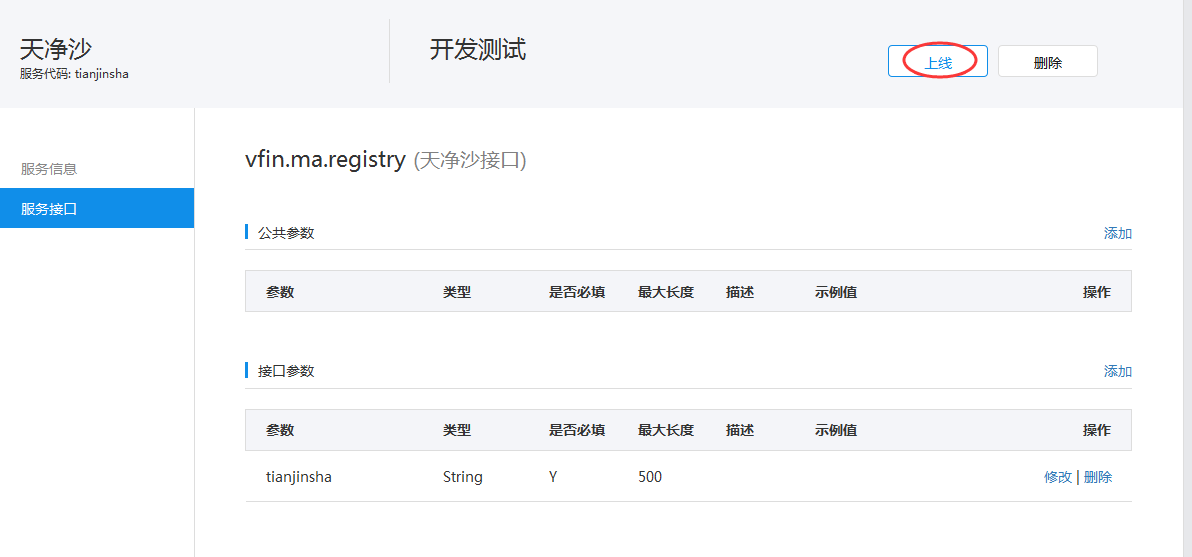 天净沙
服务代码: tianjinsha
开发测试
上线
删除
服务信息
服务接口
vfin.ma.registry (天净沙接口)
公共参数 添加
参数 类型 是否必填 最大长度 描述 示例值 操作
接口参数 添加
参数 类型 是否必填 最大长度 描述 示例值 操作
tianjinsha String Y 500 修改 | 删除